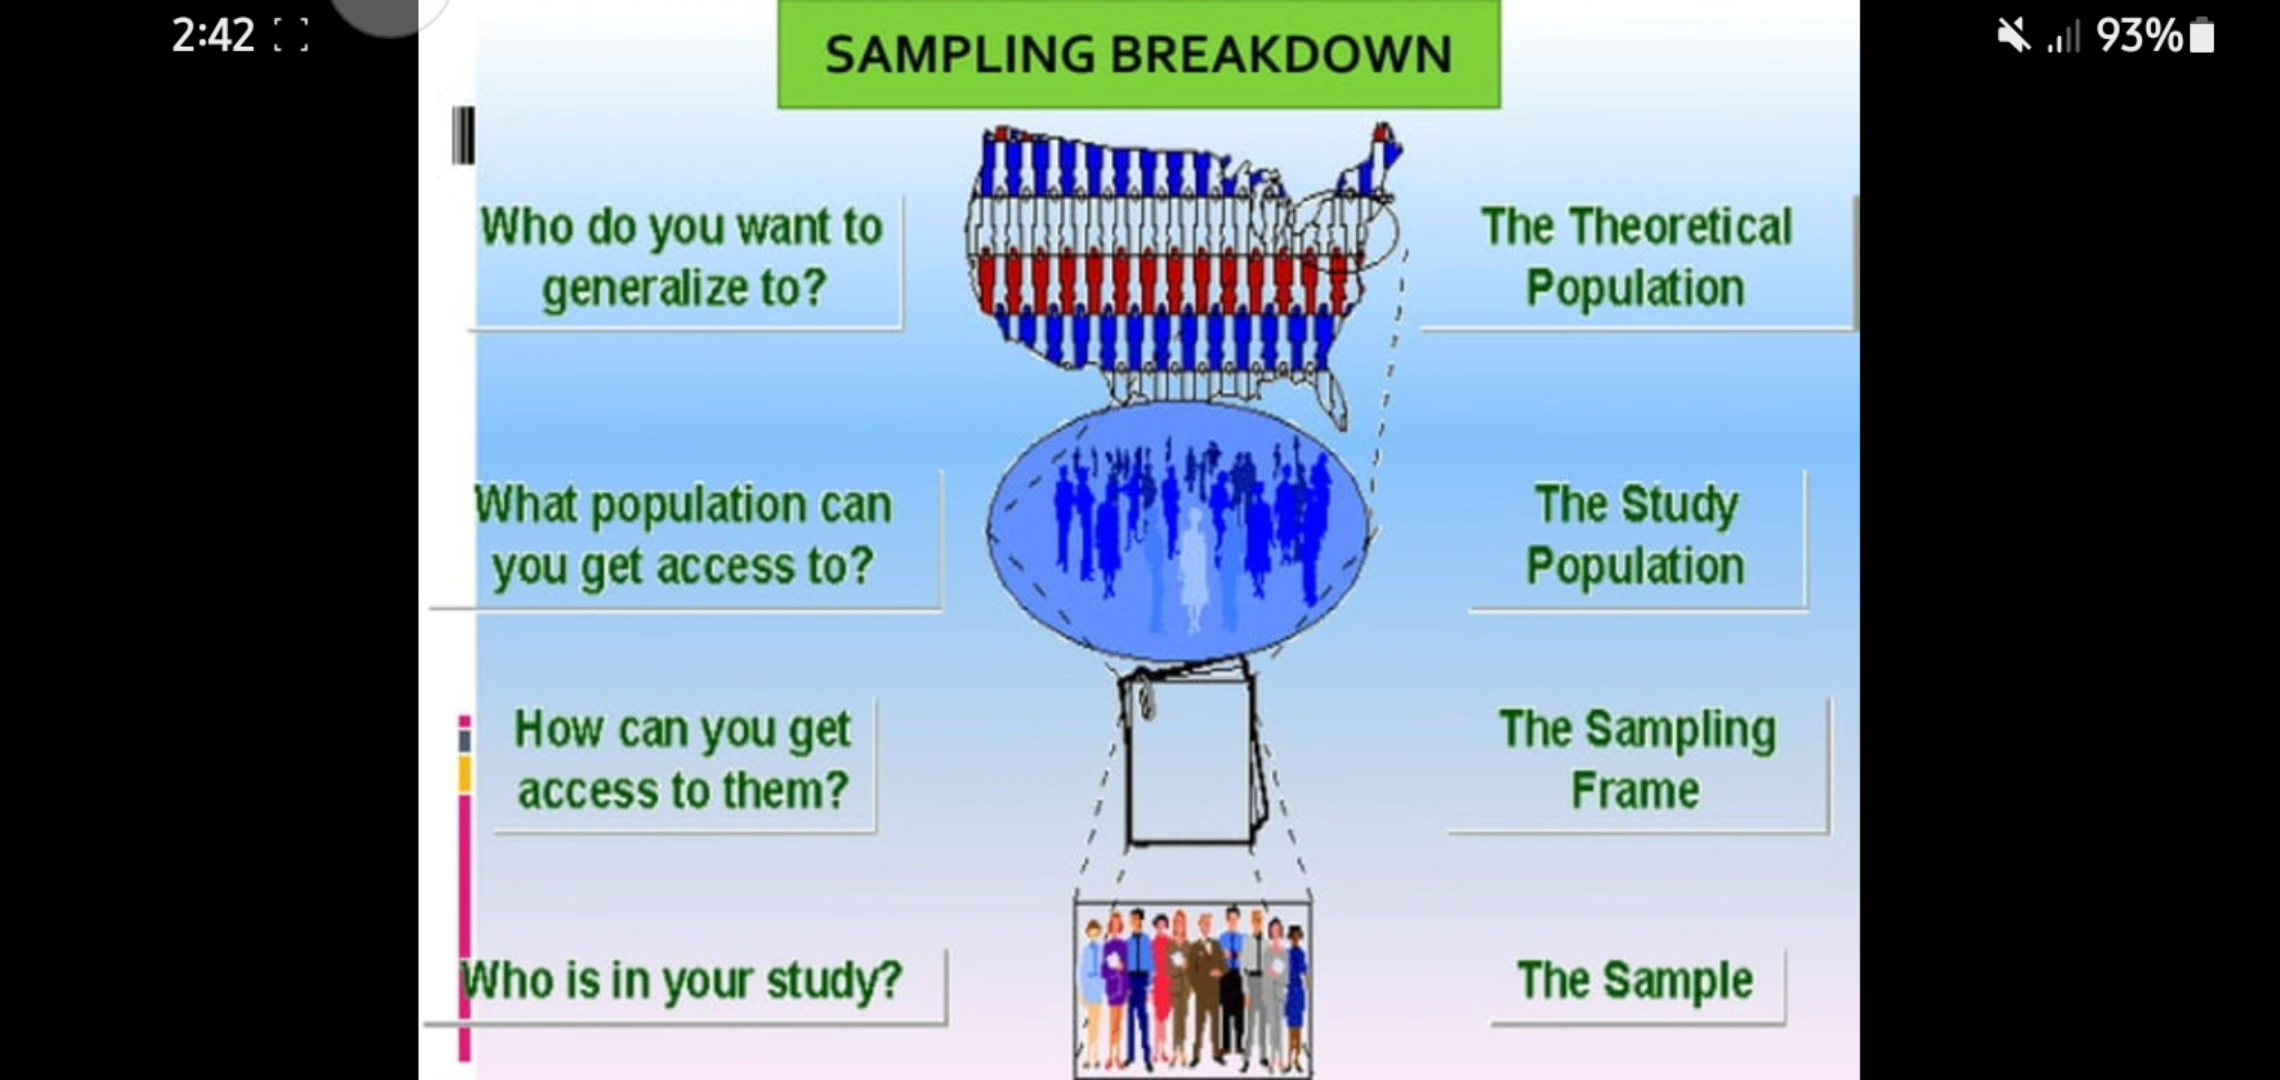 2:42
93%
SAMPLING BREAKDOWN
Who do you want to
generalize to?
The Theoretical
Population
What population can
you get access to?
The Study
Population
How can you get
access to them?
The Sampling
Frame
Who is in your study?
The Sample